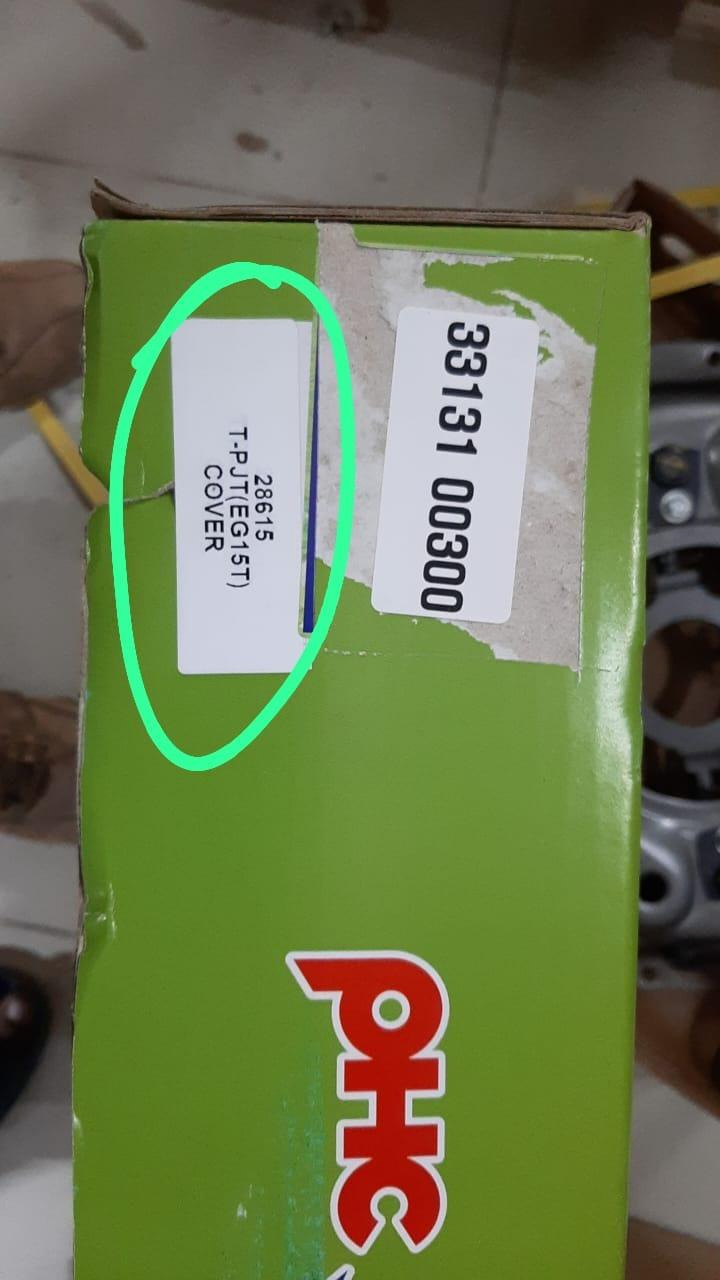 33131 00300
28615
T-PJT(EG15T)
COVER
PHC